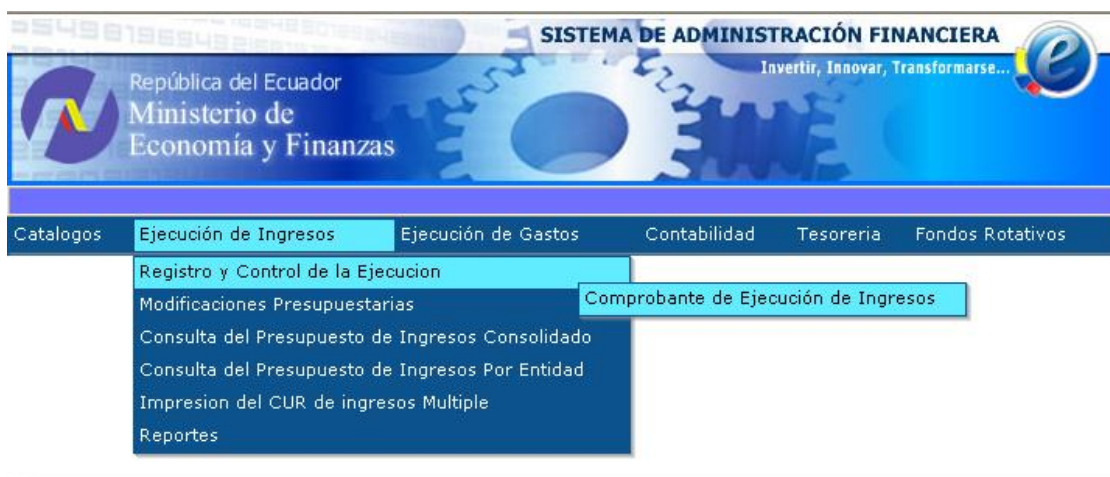 SISTEMA DE ADMINISTRACIÓN FINANCIERA
Invertir, Innovar, Transformarse...
República del Ecuador
Ministerio de
Economía y Finanzas
Catalogos Ejecución de Ingresos Ejecución de Gastos Contabilidad Tesoreria Fondos Rotativos
Registro y Control de la Ejecucion
Comprobante de Ejecución de Ingresos
Modificaciones Presupuestarias
Consulta del Presupuesto de Ingresos Consolidado
Consulta del Presupuesto de Ingresos Por Entidad
Impresion del CUR de ingresos Multiple
Reportes